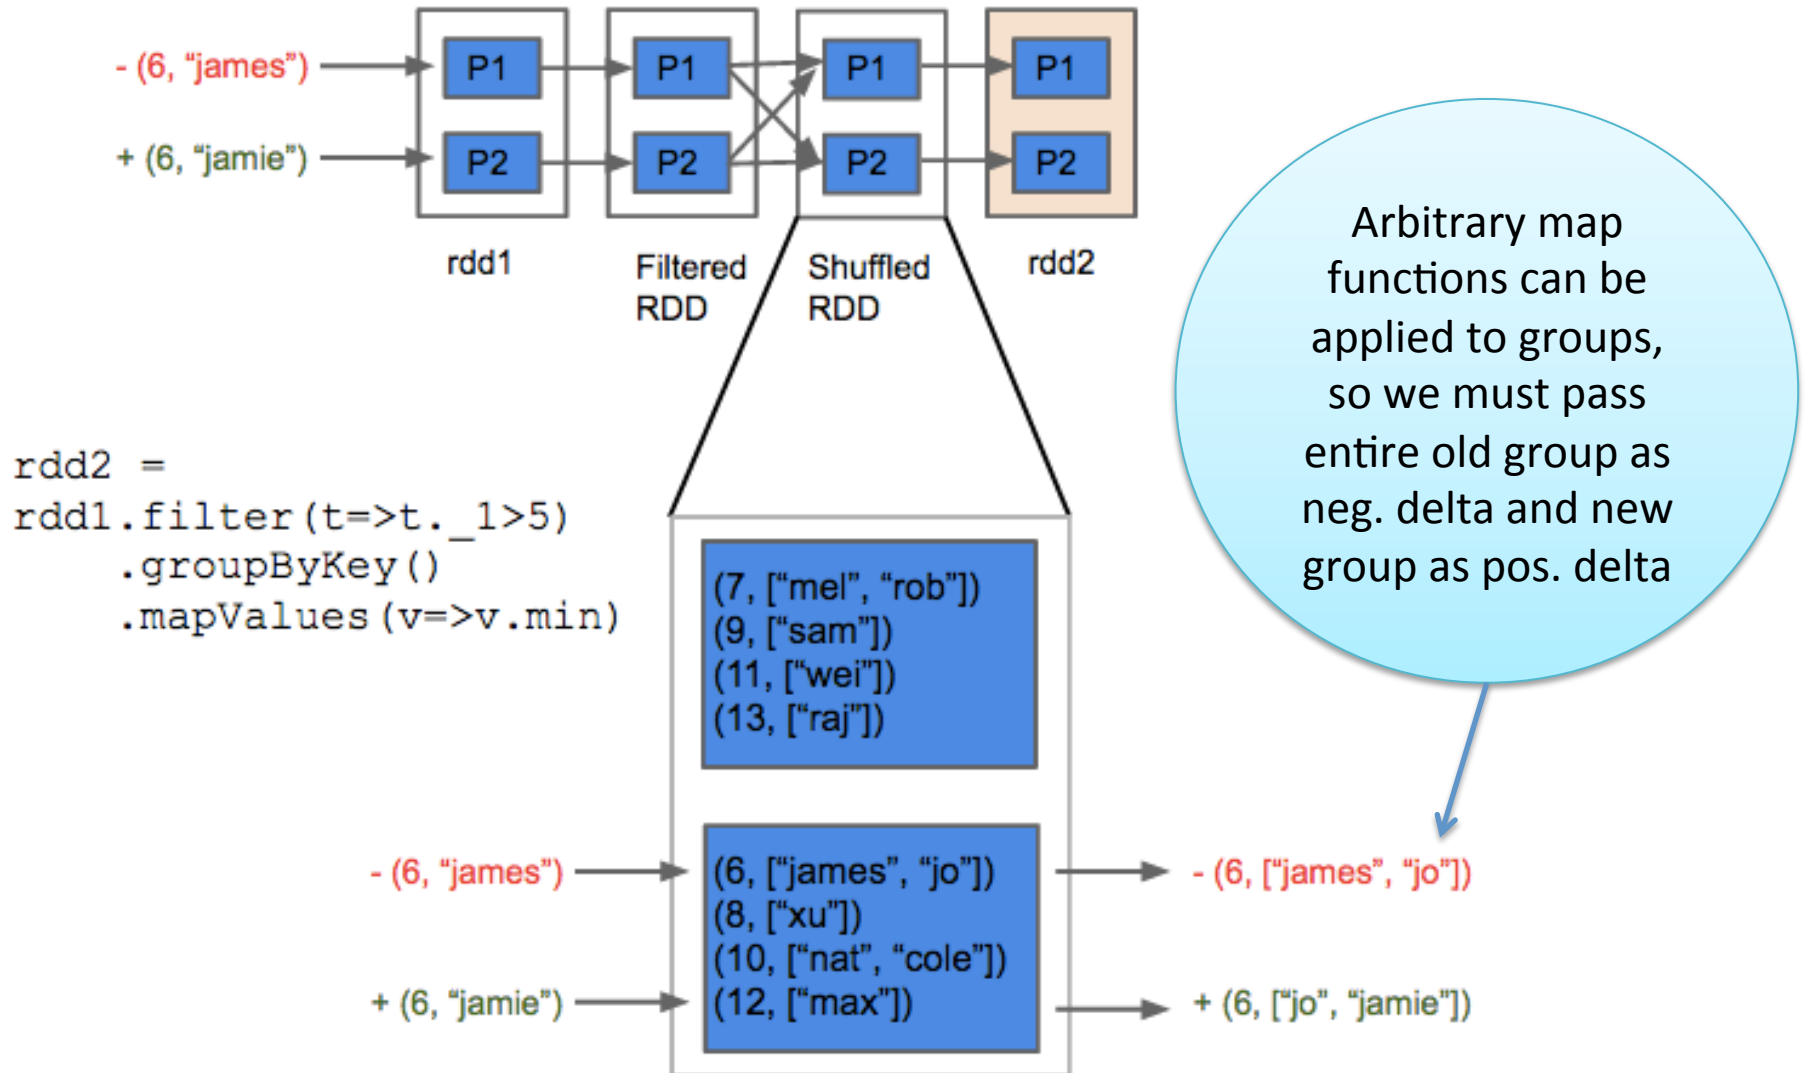 - (6, “james”)
P1
P1
P1
P1
+ (6, “jamie”)
P2
P2
P2
P2
rdd1
Filtered
RDD
Shuffled
RDD
rdd2
Arbitrary map
functions can be
applied to groups,
so we must pass
entire old group as
neg. delta and new
group as pos. delta
rdd2 =
rdd1.filter(t=>t._1>5)
.groupByKey()
.mapValues(v=>v.min)
(7, [“mel”, “rob”])
(9, [“sam”])
(11, [“wei”])
(13, [“raj”])
- (6, “james”)
(6, [“james”, “jo”])
(8, [“xu”])
(10, [“nat”, “cole”])
(12, [“max”])
- (6, [“james”, “jo”])
+ (6, “jamie”)
+ (6, [“jo”, “jamie”])